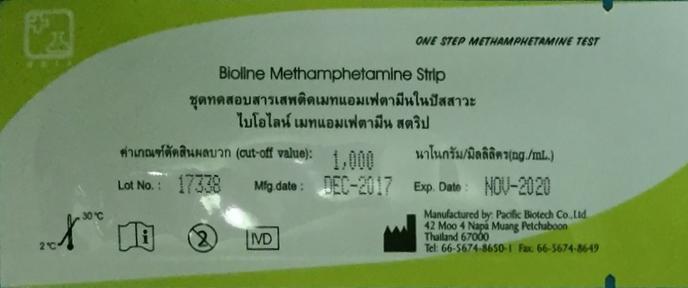 ONE STEP METHAMPHETAMINE TEST
Bioline Methamphetamine Strip
ชุดทดสอบสารเสพติดเมทแอมเฟตามีนในปัสสาวะ
ไบโอไลน์ เมทแอมเฟตามีน สตริป
ค่าเกณฑ์ตัดสินผลบวก (cut-off value): 1,000 นาโนกรัม/มิลลิลิตร(ng./mL.)
Lot No. : 17338 Mfg.date : DEC-2017 Exp. Date : NOV-2020
30°C
2°C
i
2
IVD
Manufactured by: Pacific Biotech Co.,Ltd.
42 Moo 4 Napa Muang Petchaboon
Thailand 67000
Tel: 66-5674-8650-1 Fax: 66-5674-8649